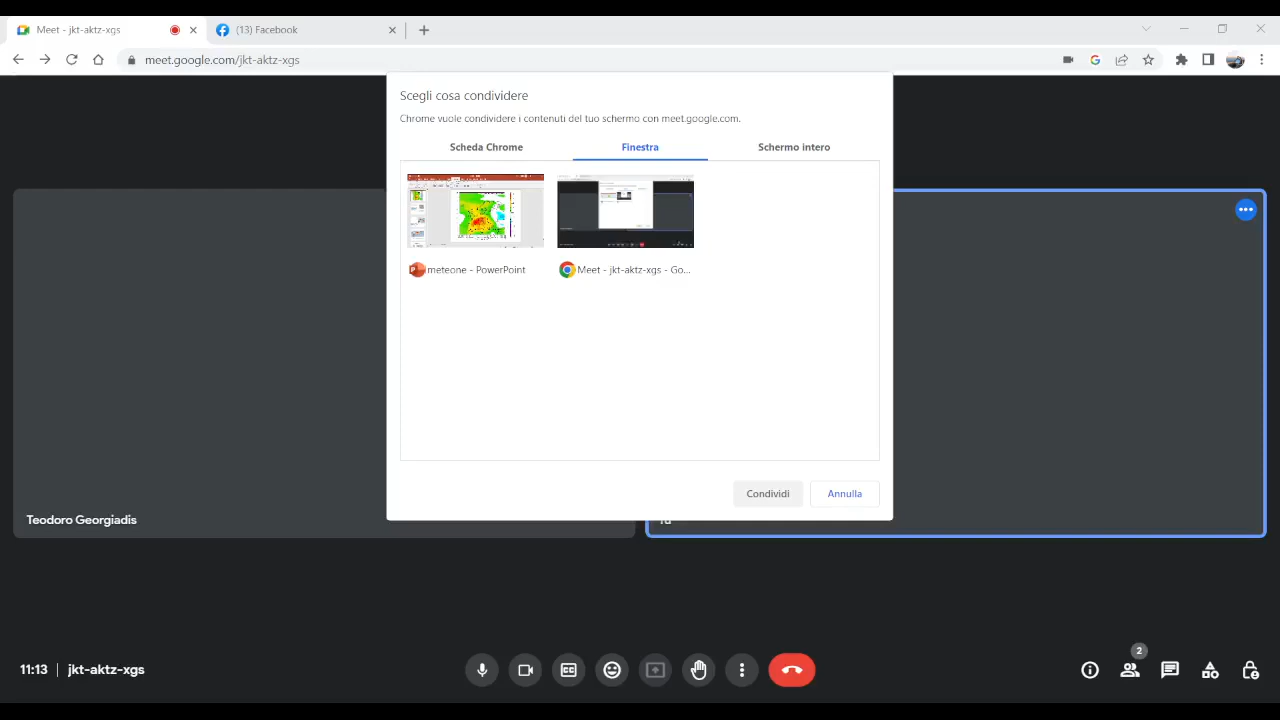 Meet - jkt-aktz-xgs
(13) Facebook
meet.google.com/jkt-aktz-xgs
Scegli cosa condividere
Chrome vuole condividere i contenuti del tuo schermo con meet.google.com.
Scheda Chrome
Finestra
Schermo intero
meteone - PowerPoint
Meet - jkt-aktz-xgs - Go...
Condividi
Annulla
Teodoro Georgiadis
11:13
jkt-aktz-xgs
2